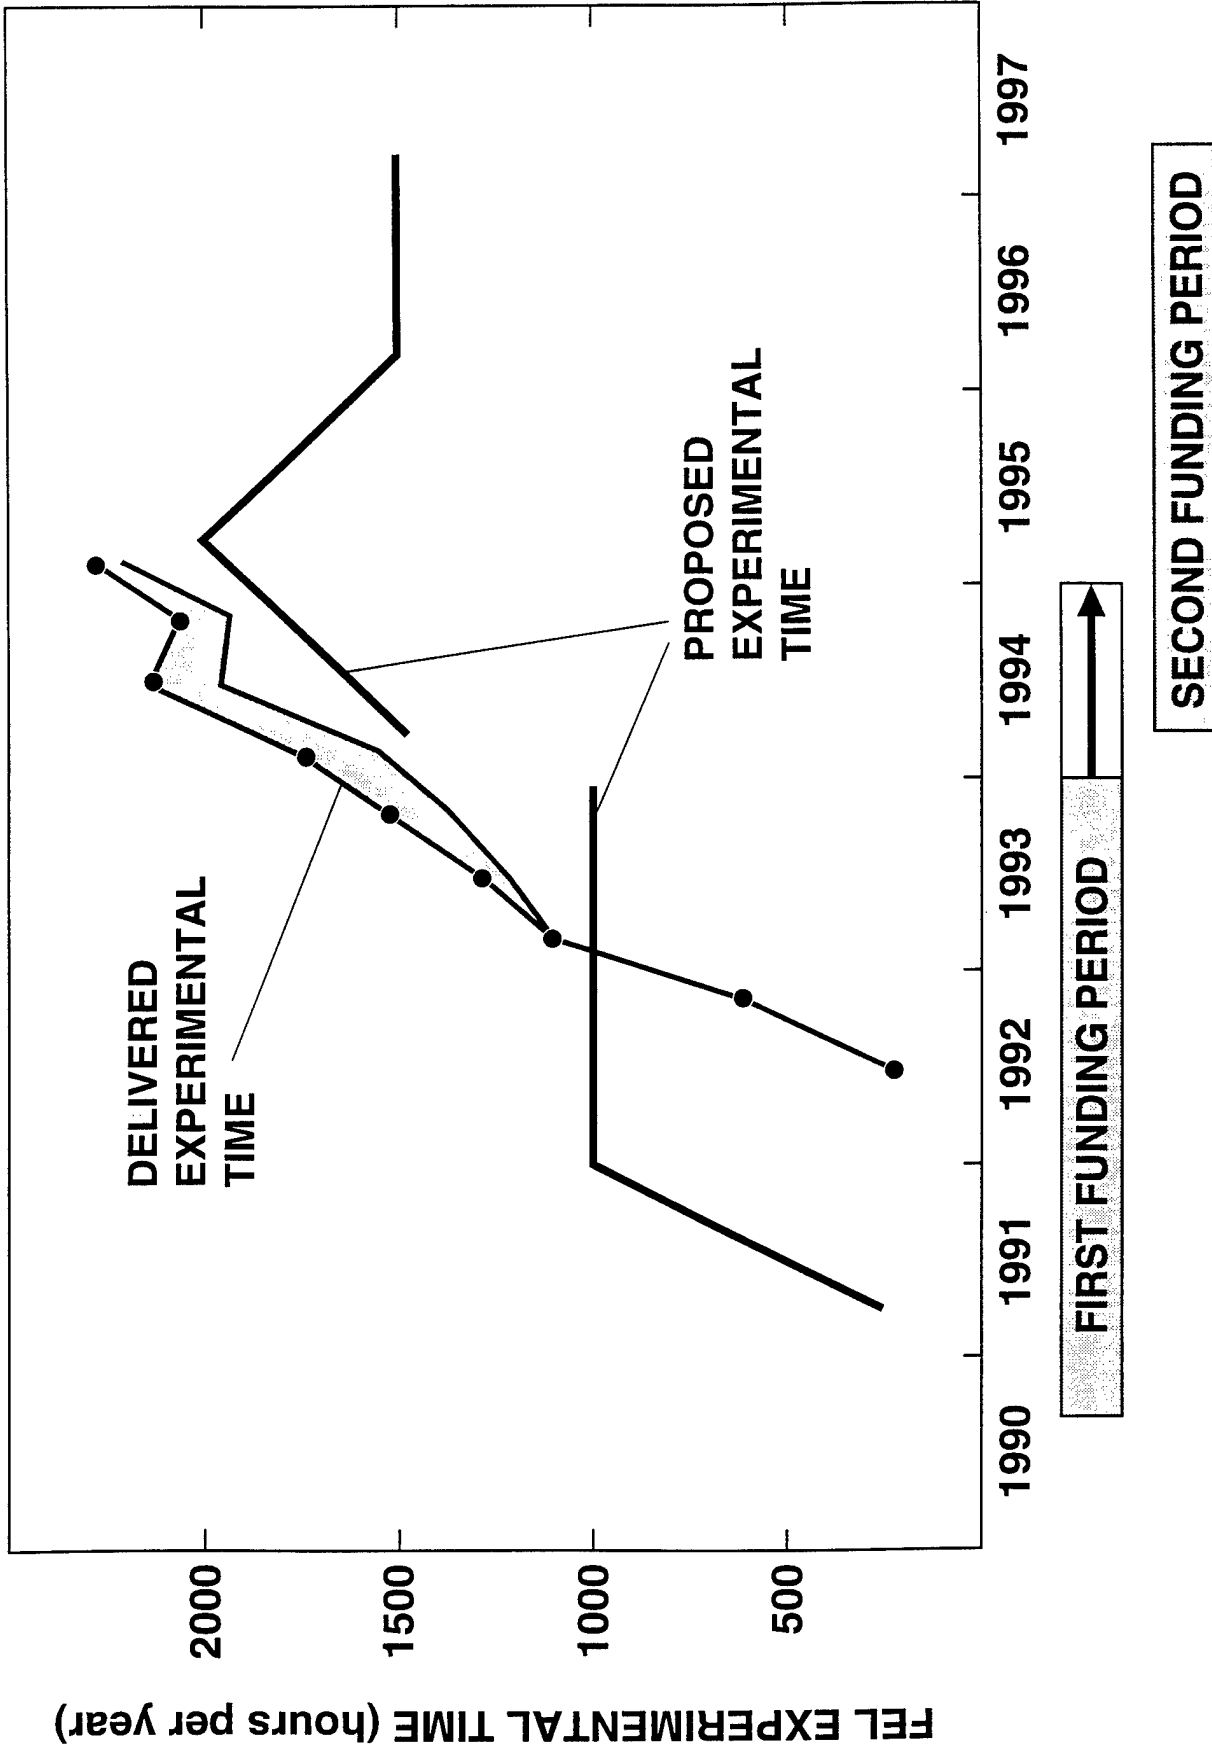 FEL EXPERIMENTAL TIME (hours per year)
2000
1500
1000
500
DELIVERED
EXPERIMENTAL
TIME
PROPOSED
EXPERIMENTAL
TIME
1990 1991 1992 1993 1994 1995 1996 1997
FIRST FUNDING PERIOD
SECOND FUNDING PERIOD